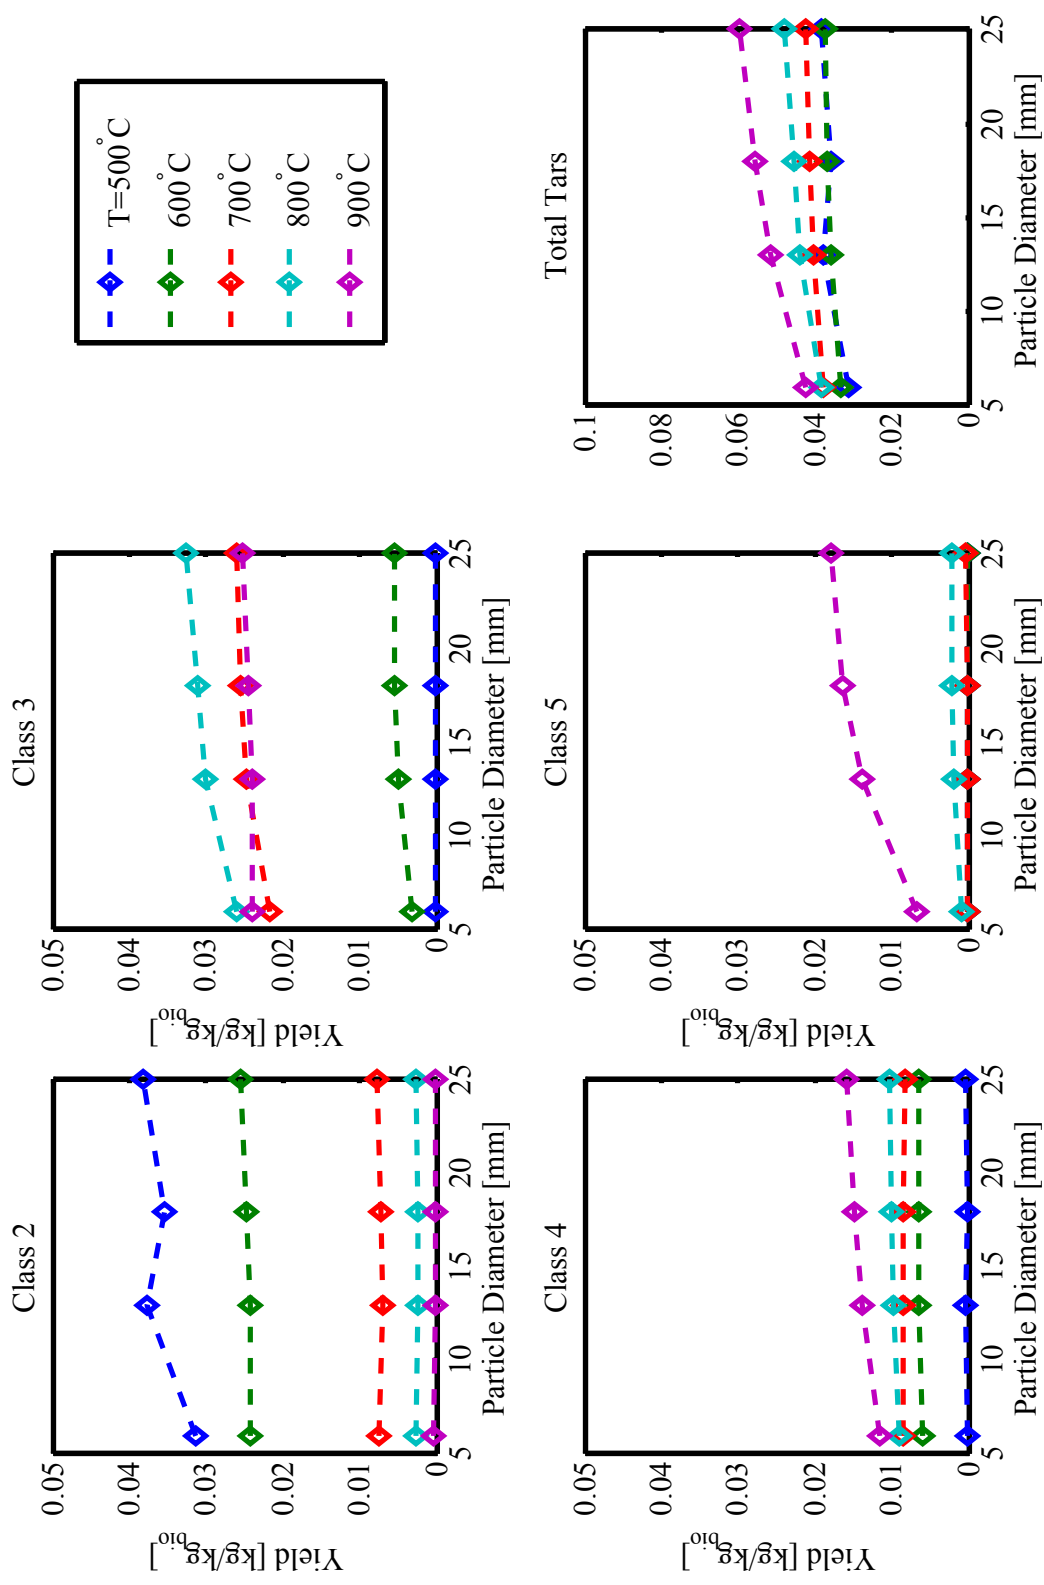 Class 2
0.05
0.04
0.03
0.02
0.01
0
5
10
15
20
25
Yield [kg/kg_bio]
Particle Diameter [mm]
Class 3
0.05
0.04
0.03
0.02
0.01
0
5
10
15
20
25
Yield [kg/kg_bio]
Particle Diameter [mm]
T=500°C
600°C
700°C
800°C
900°C
Class 4
0.05
0.04
0.03
0.02
0.01
0
5
10
15
20
25
Yield [kg/kg_bio]
Particle Diameter [mm]
Class 5
0.05
0.04
0.03
0.02
0.01
0
5
10
15
20
25
Yield [kg/kg_bio]
Particle Diameter [mm]
Total Tars
0.1
0.08
0.06
0.04
0.02
0
5
10
15
20
25
Particle Diameter [mm]